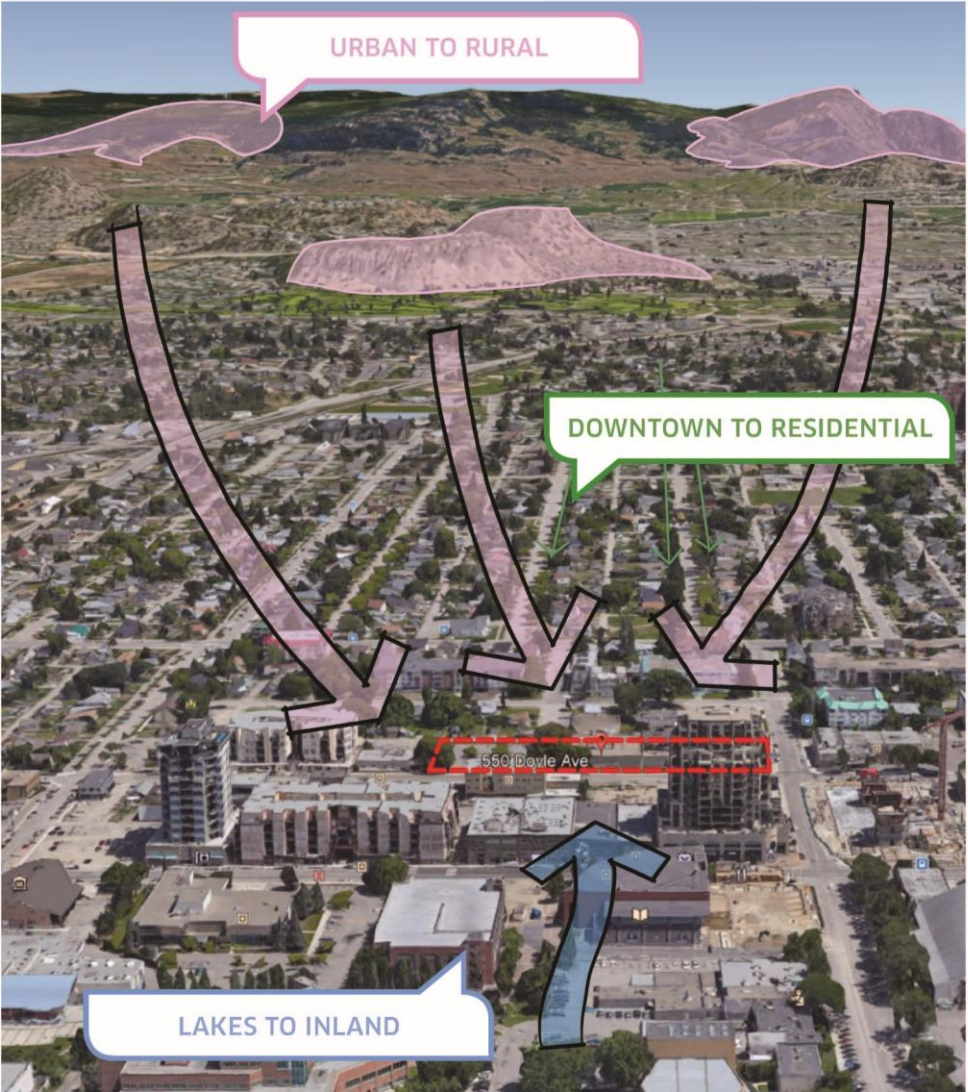 URBAN TO RURAL
DOWNTOWN TO RESIDENTIAL
550 Doyle Ave
LAKES TO INLAND